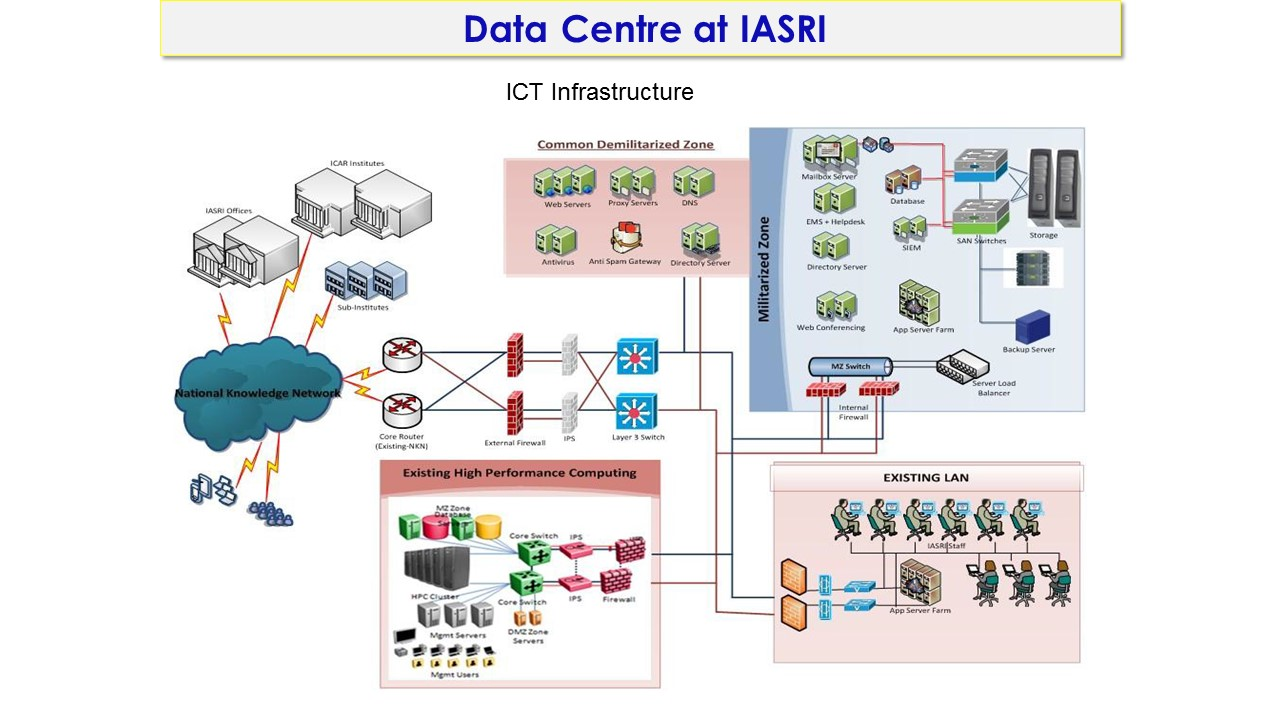 Data Centre at IASRI
ICT Infrastructure
Common Demilitarized Zone
Web Servers
Proxy Servers
DNS
Antivirus
Anti Spam Gateway
Directory Server
Militarized Zone
Mailbox Server
Database
EMS + Helpdesk
SIEM
SAN Switches
Storage
Directory Server
Web Conferencing
App Server Farm
Backup Server
MZ Switch
Server Load
Balancer
Internal
Firewall
ICAR Institutes
IASRI Offices
Sub-Institutes
National Knowledge Network
Core Router
(Existing-NKN)
External Firewall
IPS
Layer 3 Switch
Existing High Performance Computing
MZ Zone
Database
Core Switch
IPS
HPC Cluster
Core Switch
IPS
Firewall
Mgmt Servers
DMZ Zone
Servers
Mgmt Users
EXISTING LAN
IASRI Staff
App Server Farm